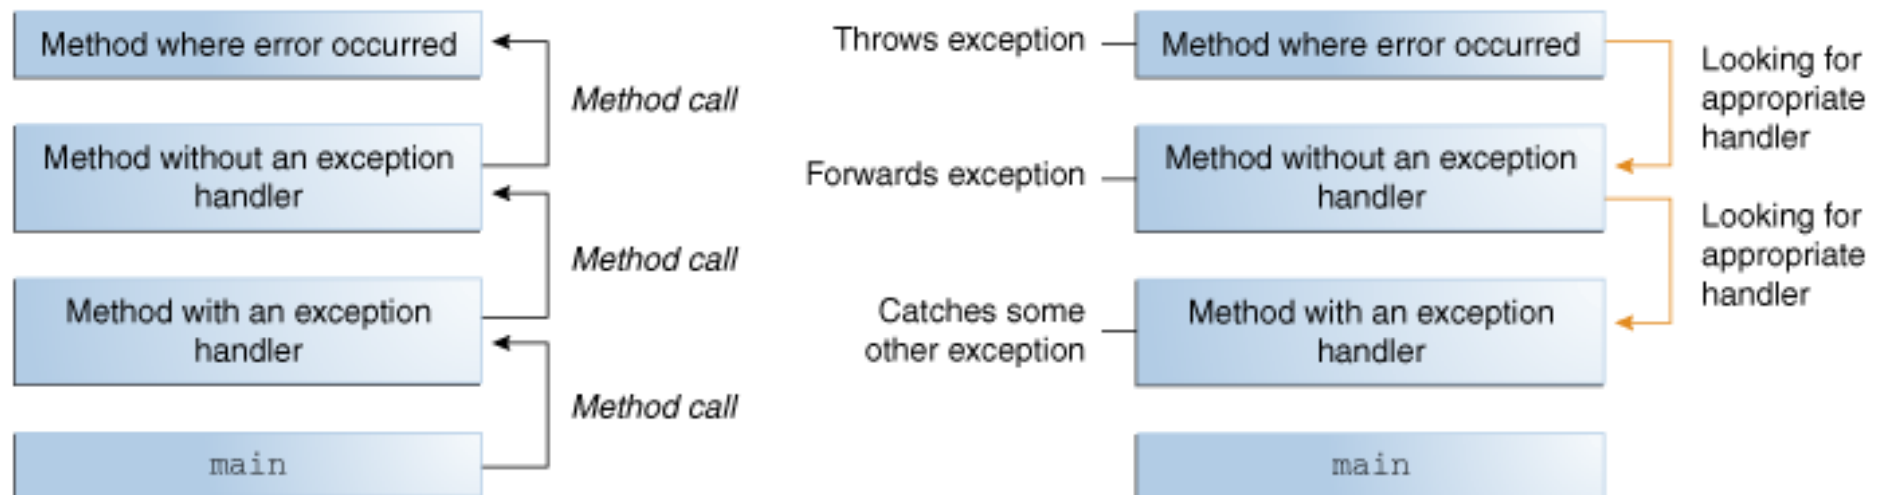 Method where error occurred
Method call
Method without an exception
handler
Method call
Method with an exception
handler
Method call
main
Throws exception
Method where error occurred
Looking for
appropriate
handler
Forwards exception
Method without an exception
handler
Looking for
appropriate
handler
Catches some
other exception
Method with an exception
handler
main